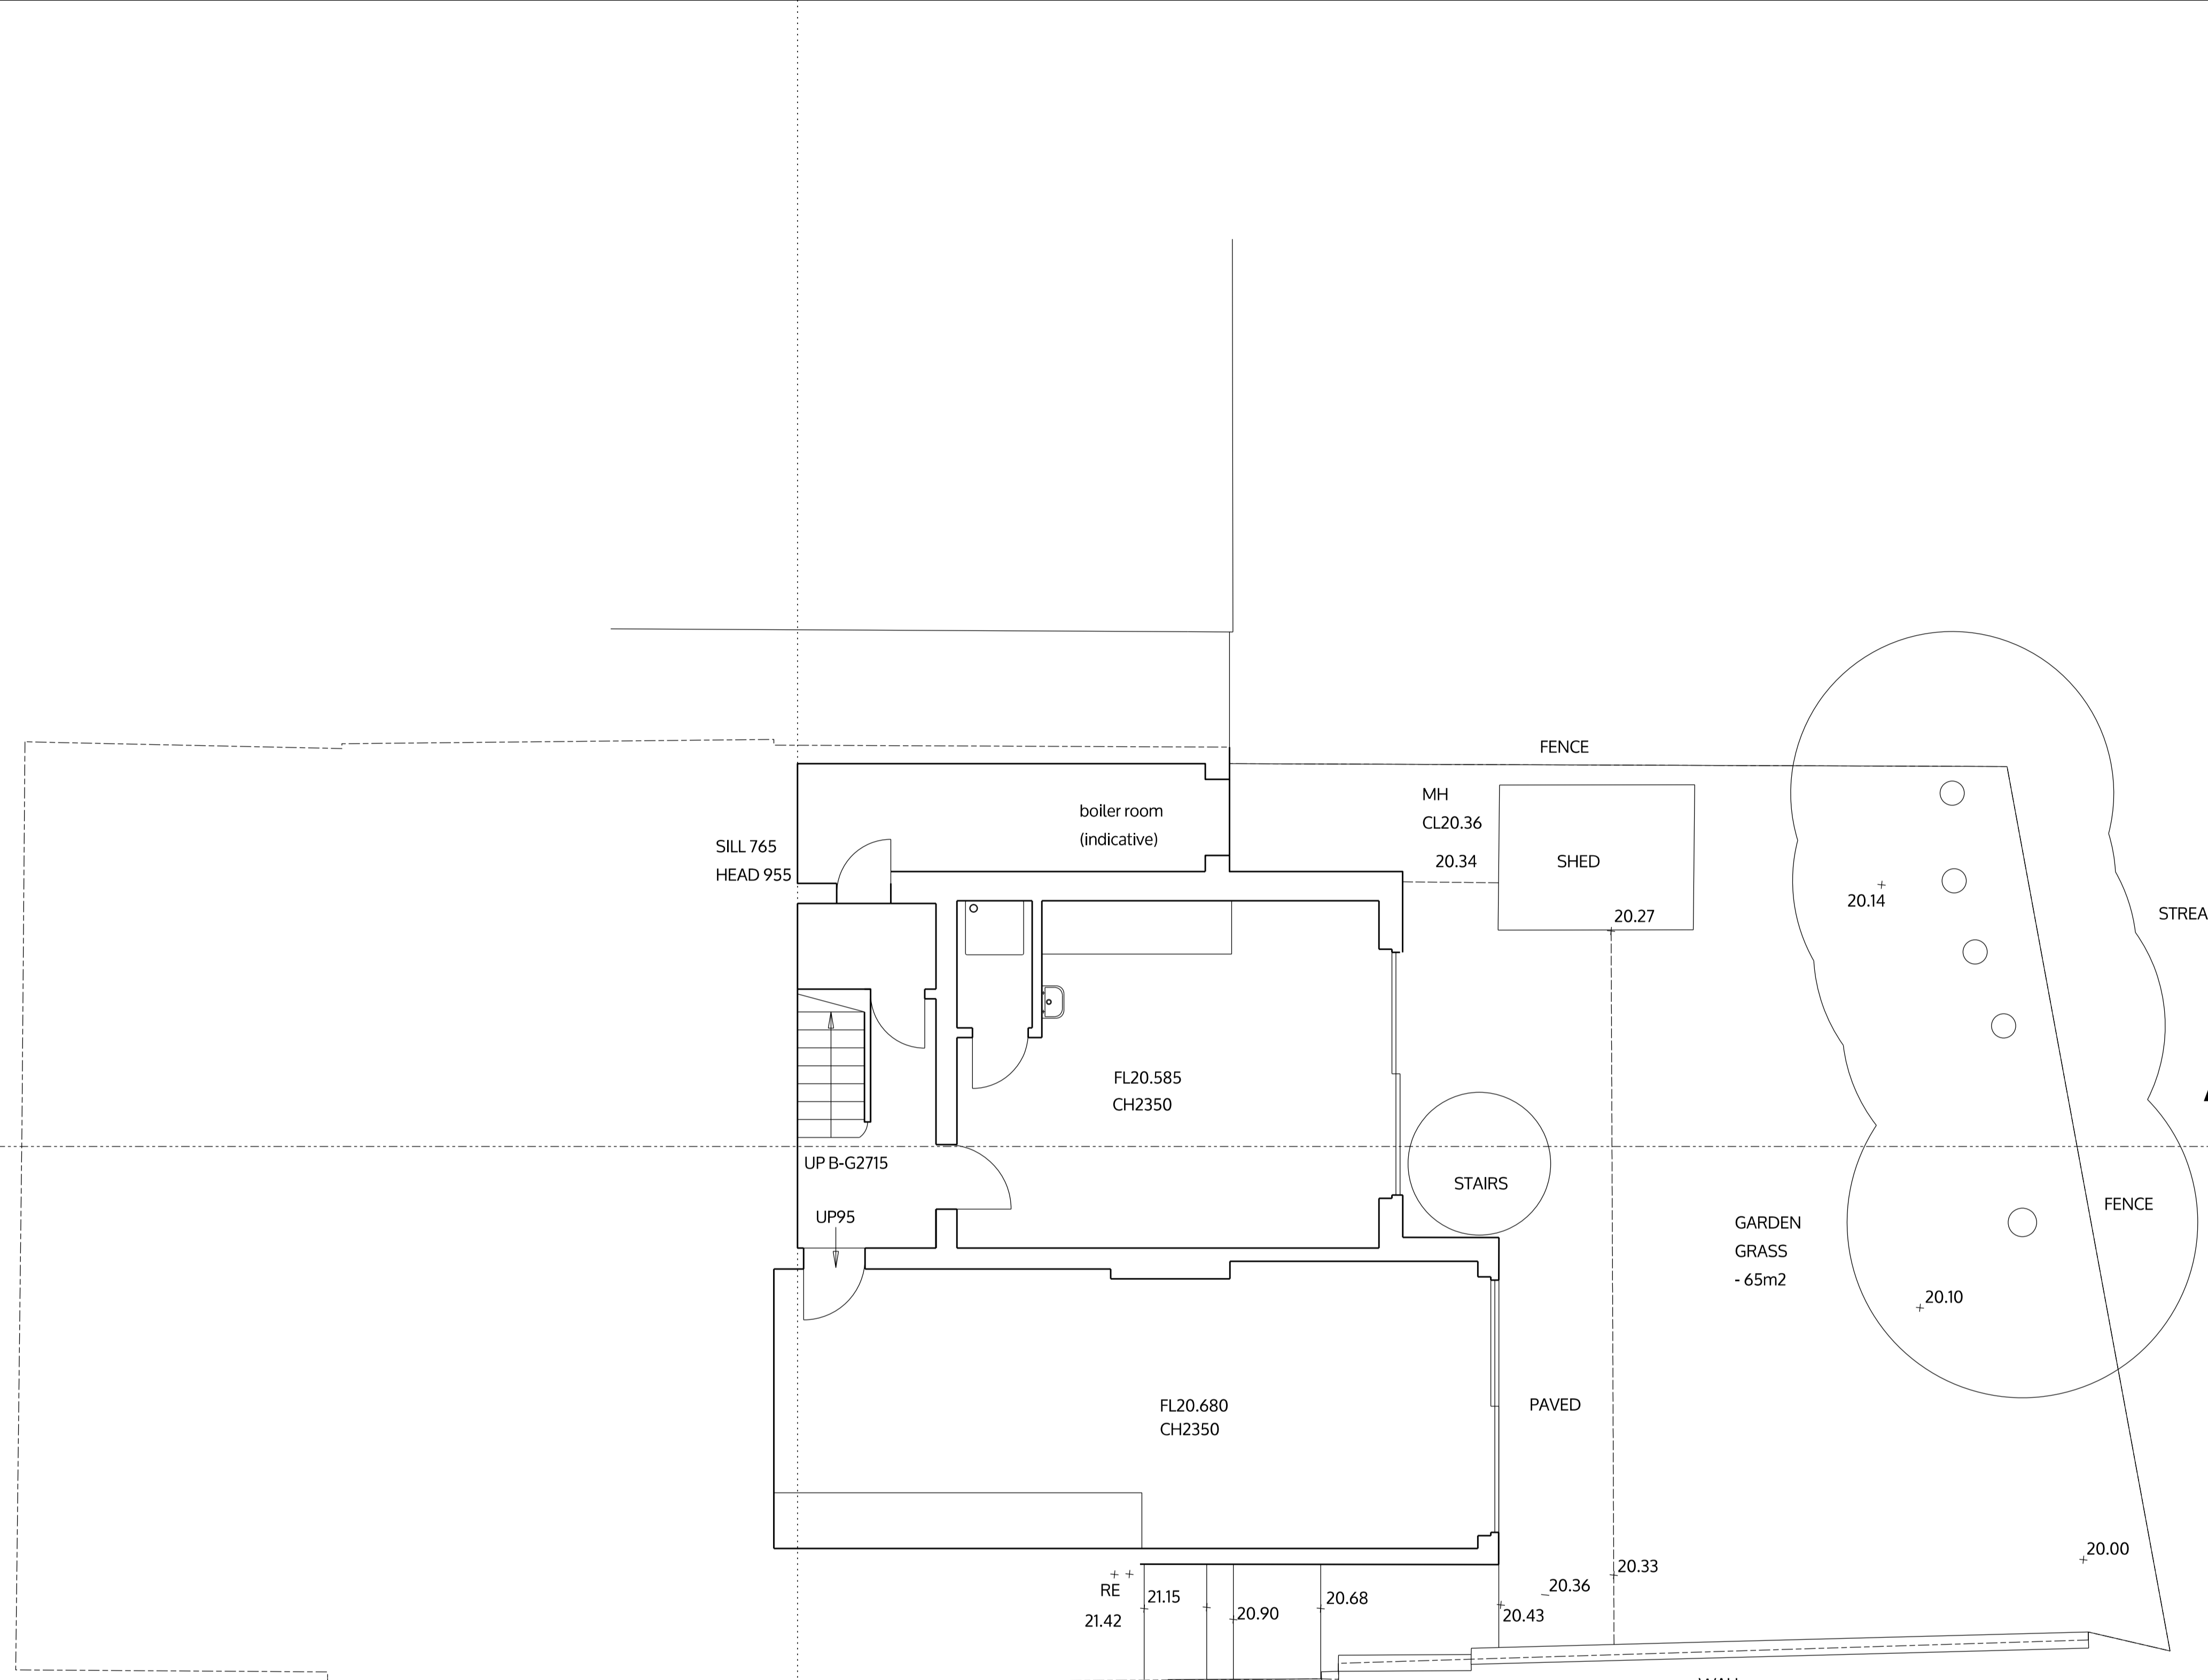 FENCE
MH
CL20.36
20.34
SHED
boiler room
(indicative)
SILL 765
HEAD 955
20.14
20.27
FL20.585
CH2350
UP B-G2715
UP95
STAIRS
GARDEN
GRASS
- 65m2
FENCE
20.10
FL20.680
CH2350
PAVED
20.00
RE
21.42
21.15
20.90
20.68
20.43
20.36
20.33